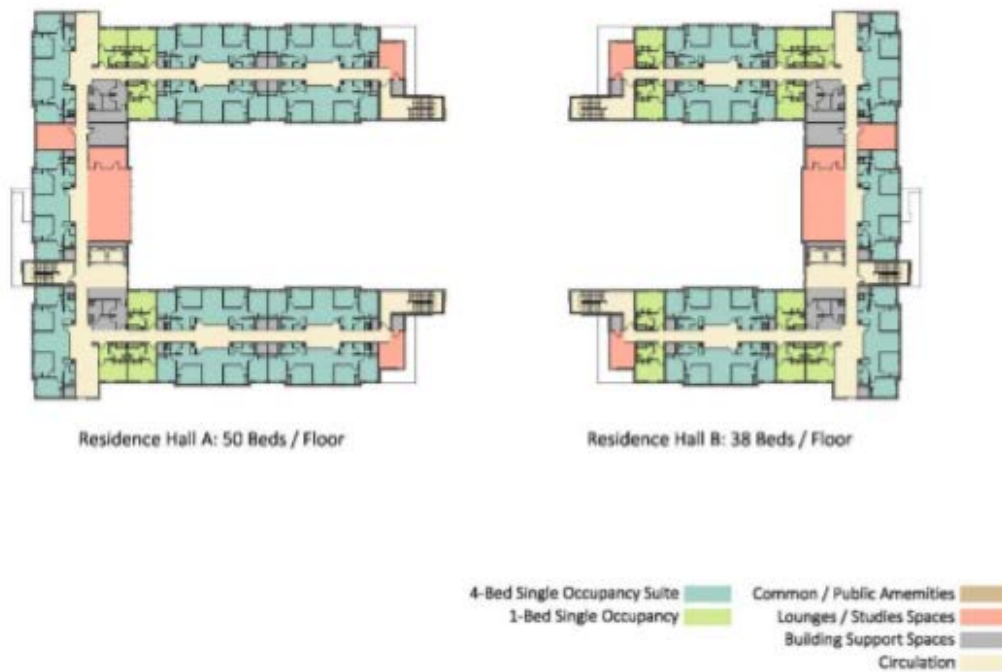 Residence Hall A: 50 Beds / Floor
Residence Hall B: 38 Beds / Floor
4-Bed Single Occupancy Suite
Common / Public Amemities
1-Bed Single Occupancy
Lounges / Studies Spaces
Building Support Spaces
Circulation